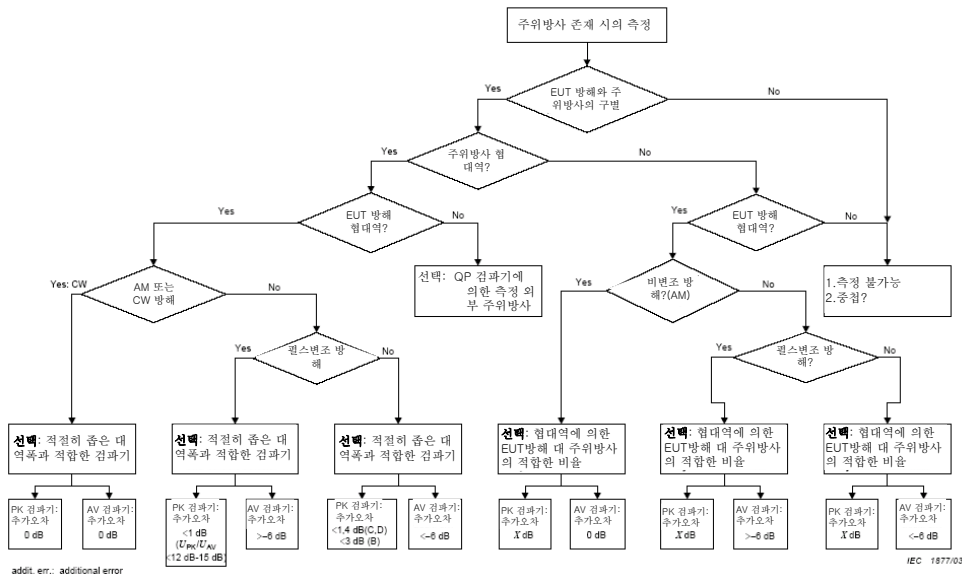 주위방사 존재 시의 측정
EUT 방해와 주
위방사의 구별
Yes
No
주위방사 협
대역?
Yes
No
EUT 방해
협대역?
Yes
No
EUT 방해
협대역?
Yes
No
AM 또는
CW 방해
Yes: CW
No
선택: QP 검파기에
의한 측정 외
부 주위방사
비변조 방
해?(AM)
Yes
No
1.측정 불가능
2.중첩?
펄스변조 방
해
Yes
No
펄스변조 방
해?
Yes
No
선택: 적절히 좁은 대
역폭과 적합한 검파기
선택: 적절히 좁은 대
역폭과 적합한 검파기
선택: 적절히 좁은 대
역폭과 적합한 검파기
선택: 협대역에 의한
EUT방해 대 주위방사
의 적합한 비율
선택: 협대역에 의한
EUT방해 대 주위방사
의 적합한 비율
선택: 협대역에 의한
EUT방해 대 주위방사
의 적합한 비율
PK 검파기:
추가오차
0 dB
AV 검파기:
추가오차
0 dB
PK 검파기:
추가오차
<1 dB
(UPK/UAV
<12 dB-15 dB)
AV 검파기:
추가오차
>–6 dB
PK 검파기:
추가오차
<1,4 dB(C,D)
<3 dB (B)
AV 검파기:
추가오차
<–6 dB
PK 검파기:
추가오차
X dB
AV 검파기:
추가오차
0 dB
PK 검파기:
추가오차
X dB
AV 검파기:
추가오차
>–6 dB
PK 검파기:
추가오차
X dB
AV 검파기:
추가오차
<–6 dB
addit. err.: additional error
IEC 1877/03